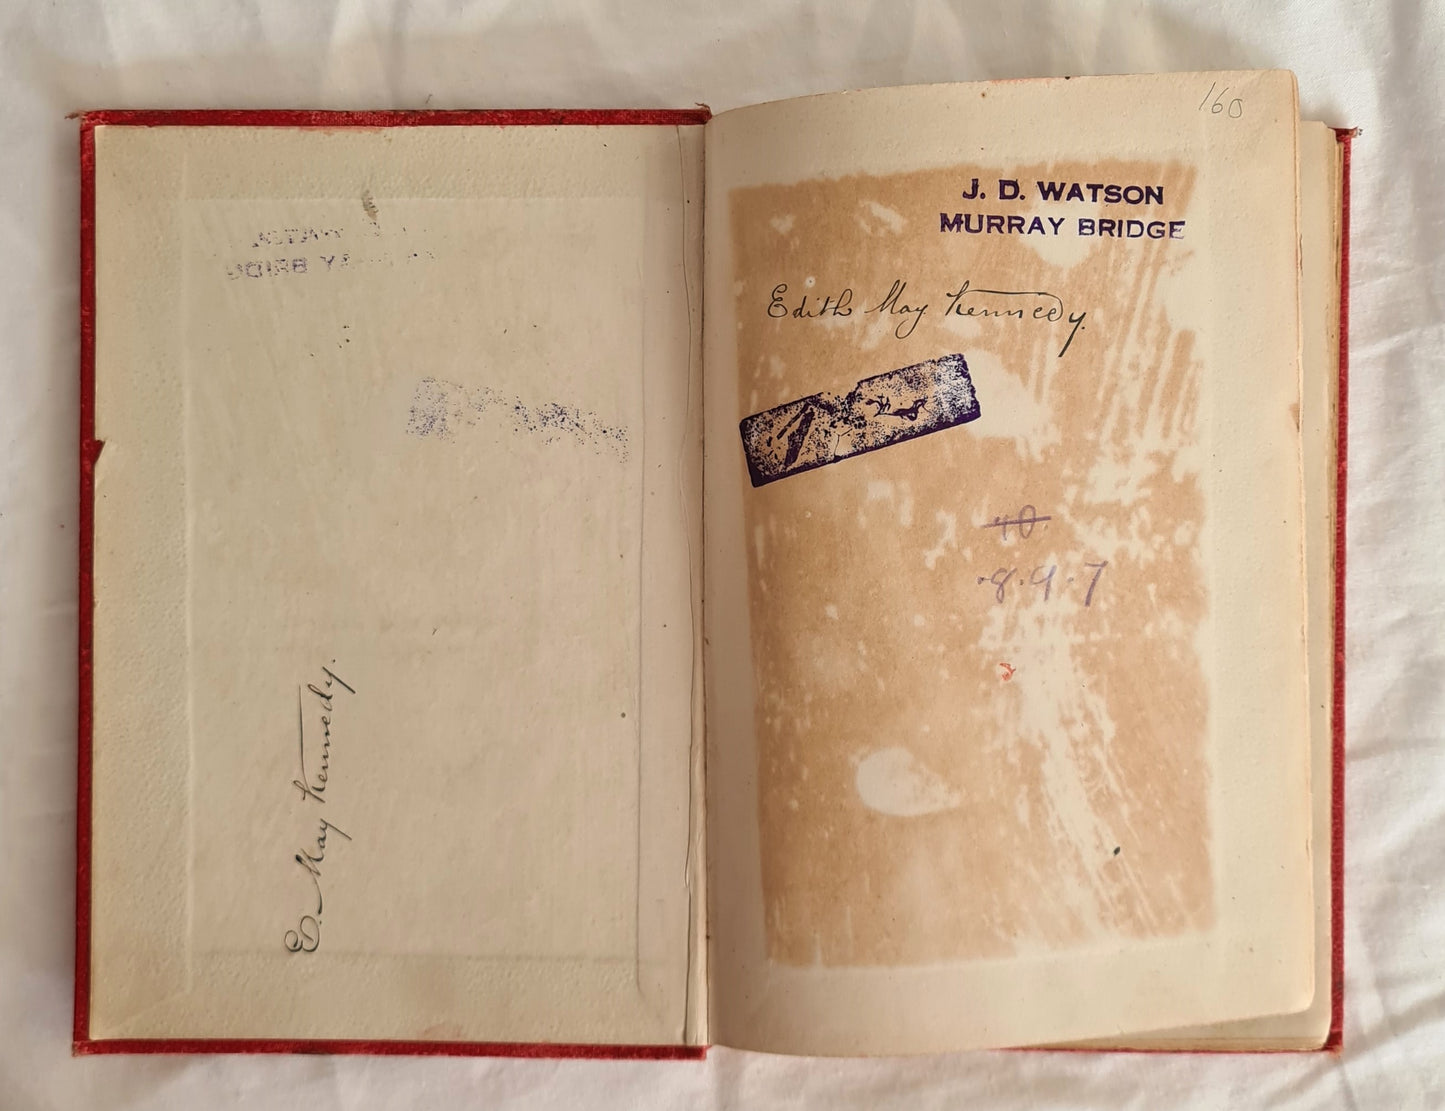 E. May Kennedy.
160
J. D. WATSON
MURRAY BRIDGE
Edith May Kennedy.
40
.8.9.7